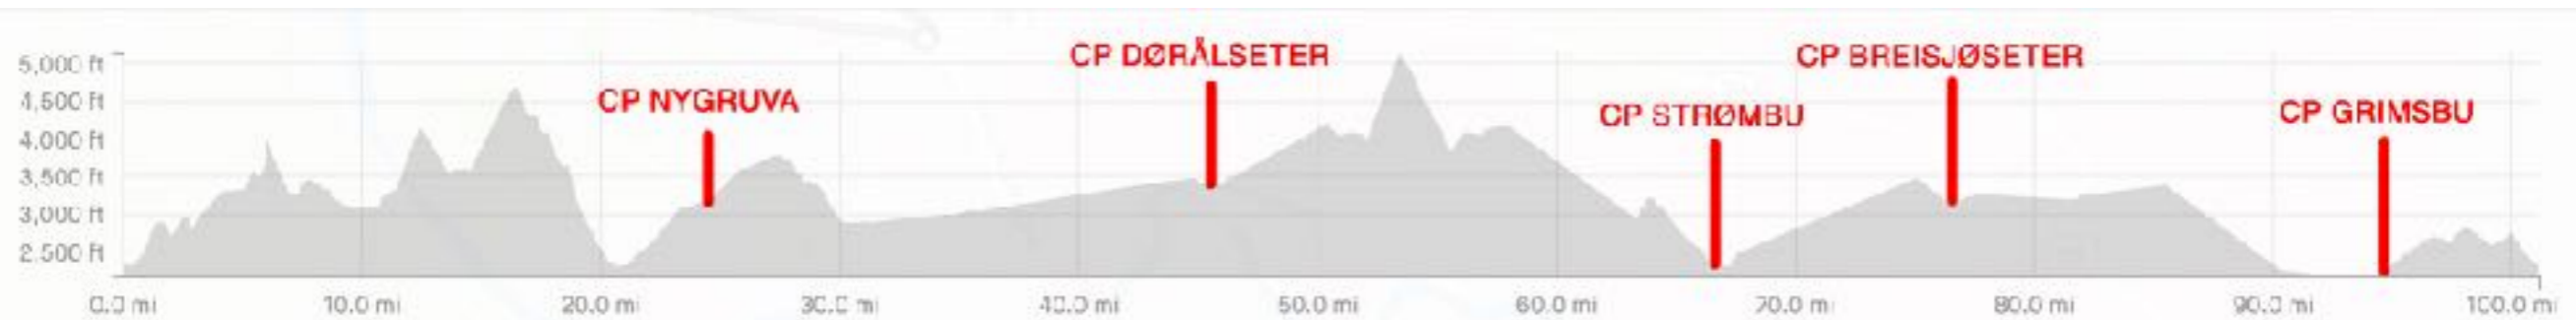 5,000 ft
4,500 ft
4,000 ft
3,500 ft
3,000 ft
2,500 ft
CP NYGRUVA
CP DØRÅLSETER
CP STRØMBU
CP BREISJØSETER
CP GRIMSBU
0.0 mi
10.0 mi
20.0 mi
30.0 mi
40.0 mi
50.0 mi
60.0 mi
70.0 mi
80.0 mi
90.0 mi
100.0 mi